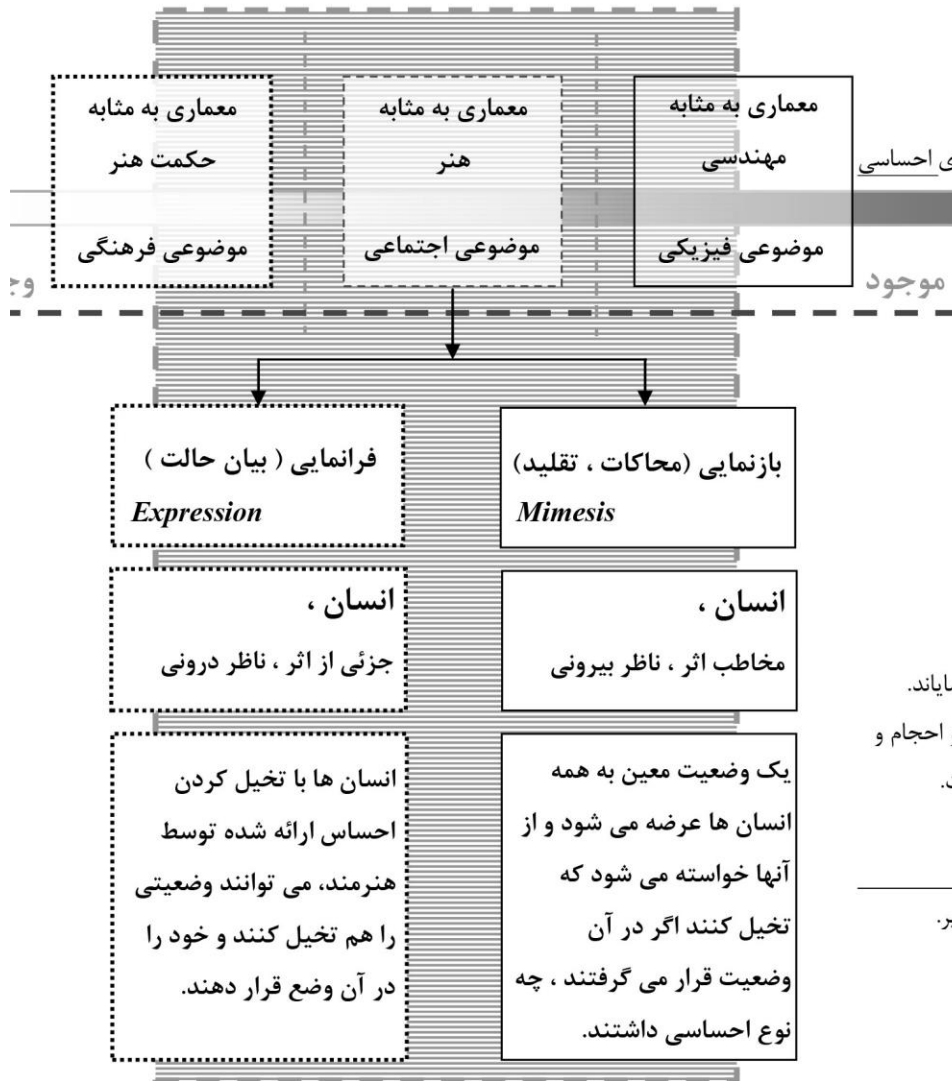 معماری به مثابه
مهندسی
موضوعی فیزیکی
معماری به مثابه
هنر
موضوعی اجتماعی
معماری به مثابه
حکمت هنر
موضوعی فرهنگی
احساسی
موجود
بازنمایی (محاکات ، تقلید)
Mimesis
فرانمایی ( بیان حالت )
Expression
انسان ،
مخاطب اثر ، ناظر بیرونی
انسان ،
جزئی از اثر ، ناظر درونی
یک وضعیت معین به همه
انسان ها عرضه می شود و از
آنها خواسته می شود که
تخیل کنند اگر در آن
وضعیت قرار می گرفتند ، چه
نوع احساسی داشتند.
انسان ها با تخیل کردن
احساس ارائه شده توسط
هنرمند، می توانند وضعیتی
را هم تخیل کنند و خود را
در آن وضع قرار دهند.
احجام و